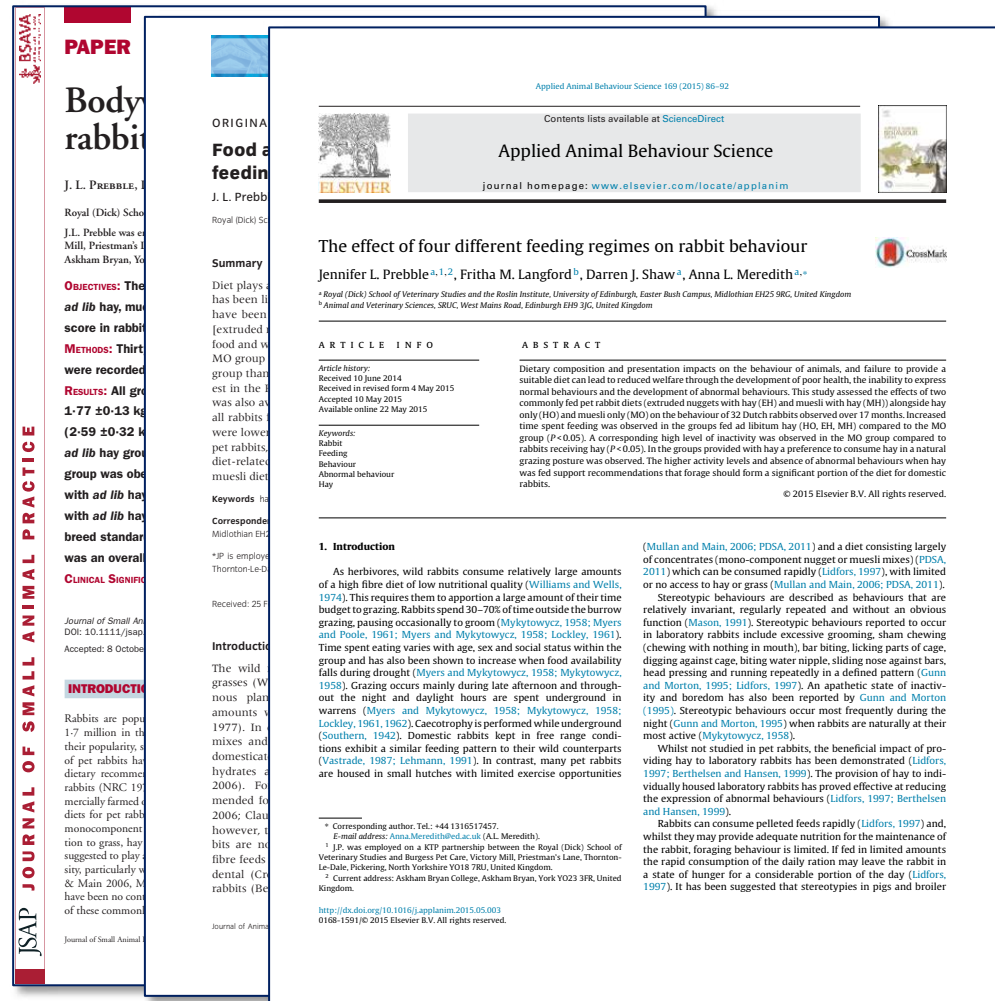 BSAVA
PAPER
Body
rabbit
J. L. PREBBLE,
Royal (Dick) Scho
J.L. Prebble was
Mill, Priestman's
Askham Bryan, Yo
OBJECTIVES: The
ad lib hay, mu
score in rabbit
METHODS: Thirt
were recorded
RESULTS: All gr
1·77 ±0·13 kg
(2·59 ±0·32 k
ad lib hay grou
group was obe
with ad lib hay
with ad lib hay
breed standar
was an overall
CLINICAL SIGNIFIC
Journal of Small An
DOI: 10.1111/jsap.
Accepted: 8 Octobe
INTRODUCTIO
Rabbits are popu
1·7 million in th
their popularity, s
of pet rabbits ha
dietary recomme
rabbits (NRC 19
mercially farmed
diets for pet rabb
monocomponent
tion to grass, hay
suggested to play
sity, particularly w
& Main 2006, M
have been no con
of these common
Journal of Small Animal
JSAP JOURNAL OF SMALL ANIMAL PRACTICE
ORIGINA
Food a
feedin
J. L. Prebb
Royal (Dick) Sc
Summary
Diet plays
has been li
have been
[extruded
food and w
MO group
group than
est in the
was also av
all rabbits
were lower
pet rabbits,
diet-related
muesli diet
Keywords ha
Corresponde
Midlothian EH2
*JP is employe
Thornton-Le-D
Received: 25 F
Introductio
The wild
grasses (W
nous plan
amounts w
1977). In
mixes and
domesticat
hydrates a
2006). Fo
mended fo
2006; Clau
however, t
bits are no
fibre feeds
dental (Cr
rabbits (Be
Journal of Anima
Applied Animal Behaviour Science 169 (2015) 86–92
Contents lists available at ScienceDirect
Applied Animal Behaviour Science
journal homepage: www.elsevier.com/locate/applanim
ELSEVIER
The effect of four different feeding regimes on rabbit behaviour
CrossMark
Jennifer L. Prebble a,1,2, Fritha M. Langford b, Darren J. Shaw a, Anna L. Meredith a,*
a Royal (Dick) School of Veterinary Studies and the Roslin Institute, University of Edinburgh, Easter Bush Campus, Midlothian EH25 9RG, United Kingdom
b Animal and Veterinary Sciences, SRUC, West Mains Road, Edinburgh EH9 3JG, United Kingdom
ARTICLE INFO
Article history:
Received 10 June 2014
Received in revised form 4 May 2015
Accepted 10 May 2015
Available online 22 May 2015
Keywords:
Rabbit
Feeding
Behaviour
Abnormal behaviour
Hay
ABSTRACT
Dietary composition and presentation impacts on the behaviour of animals, and failure to provide a
suitable diet can lead to reduced welfare through the development of poor health, the inability to express
normal behaviours and the development of abnormal behaviours. This study assessed the effects of two
commonly fed pet rabbit diets (extruded nuggets with hay (EH) and muesli with hay (MH)) alongside hay
only (HO) and muesli only (MO) on the behaviour of 32 Dutch rabbits observed over 17 months. Increased
time spent feeding was observed in the groups fed ad libitum hay (HO, EH, MH) compared to the MO
group (P < 0.05). A corresponding high level of inactivity was observed in the MO group compared to
rabbits receiving hay (P < 0.05). In the groups provided with hay a preference to consume hay in a natural
grazing posture was observed. The higher activity levels and absence of abnormal behaviours when hay
was fed support recommendations that forage should form a significant portion of the diet for domestic
rabbits.
© 2015 Elsevier B.V. All rights reserved.
1. Introduction
As herbivores, wild rabbits consume relatively large amounts
of a high fibre diet of low nutritional quality (Williams and Wells,
1974). This requires them to apportion a large amount of their time
budget to grazing. Rabbits spend 30–70% of time outside the burrow
grazing, pausing occasionally to groom (Mykytowycz, 1958; Myers
and Poole, 1961; Myers and Mykytowycz, 1958; Lockley, 1961).
Time spent eating varies with age, sex and social status within the
group and has also been shown to increase when food availability
falls during drought (Myers and Mykytowycz, 1958; Mykytowycz,
1958). Grazing occurs mainly during late afternoon and through-
out the night and daylight hours are spent underground in
warrens (Myers and Mykytowycz, 1958; Mykytowycz, 1958;
Lockley, 1961, 1962). Caecotrophy is performed while underground
(Southern, 1942). Domestic rabbits kept in free range condi-
tions exhibit a similar feeding pattern to their wild counterparts
(Vastrade, 1987; Lehmann, 1991). In contrast, many pet rabbits
are housed in small hutches with limited exercise opportunities
* Corresponding author. Tel.: +44 1316517457.
E-mail address: Anna.Meredith@ed.ac.uk (A.L. Meredith).
1 J.P. was employed on a KTP partnership between the Royal (Dick) School of
Veterinary Studies and Burgess Pet Care, Victory Mill, Priestman's Lane, Thornton-
Le-Dale, Pickering, North Yorkshire YO18 7RU, United Kingdom.
2 Current address: Askham Bryan College, Askham Bryan, York YO23 3FR, United
Kingdom.
http://dx.doi.org/10.1016/j.applanim.2015.05.003
0168-1591/© 2015 Elsevier B.V. All rights reserved.
(Mullan and Main, 2006; PDSA, 2011) and a diet consisting largely
of concentrates (mono-component nugget or muesli mixes) (PDSA,
2011) which can be consumed rapidly (Lidfors, 1997), with limited
or no access to hay or grass (Mullan and Main, 2006; PDSA, 2011).
Stereotypic behaviours are described as behaviours that are
relatively invariant, regularly repeated and without an obvious
function (Mason, 1991). Stereotypic behaviours reported to occur
in laboratory rabbits include excessive grooming, sham chewing
(chewing with nothing in mouth), bar biting, licking parts of cage,
digging against cage, biting water nipple, sliding nose against bars,
head pressing and running repeatedly in a defined pattern (Gunn
and Morton, 1995; Lidfors, 1997). An apathetic state of inactiv-
ity and boredom has also been reported by Gunn and Morton
(1995). Stereotypic behaviours occur most frequently during the
night (Gunn and Morton, 1995) when rabbits are naturally at their
most active (Mykytowycz, 1958).
Whilst not studied in pet rabbits, the beneficial impact of pro-
viding hay to laboratory rabbits has been demonstrated (Lidfors,
1997; Berthelsen and Hansen, 1999). The provision of hay to indi-
vidually housed laboratory rabbits has proved effective at reducing
the expression of abnormal behaviours (Lidfors, 1997; Berthelsen
and Hansen, 1999).
Rabbits can consume pelleted feeds rapidly (Lidfors, 1997) and,
whilst they may provide adequate nutrition for the maintenance of
the rabbit, foraging behaviour is limited. If fed in limited amounts
the rapid consumption of the daily ration may leave the rabbit in
a state of hunger for a considerable portion of the day (Lidfors,
1997). It has been suggested that stereotypies in pigs and broiler